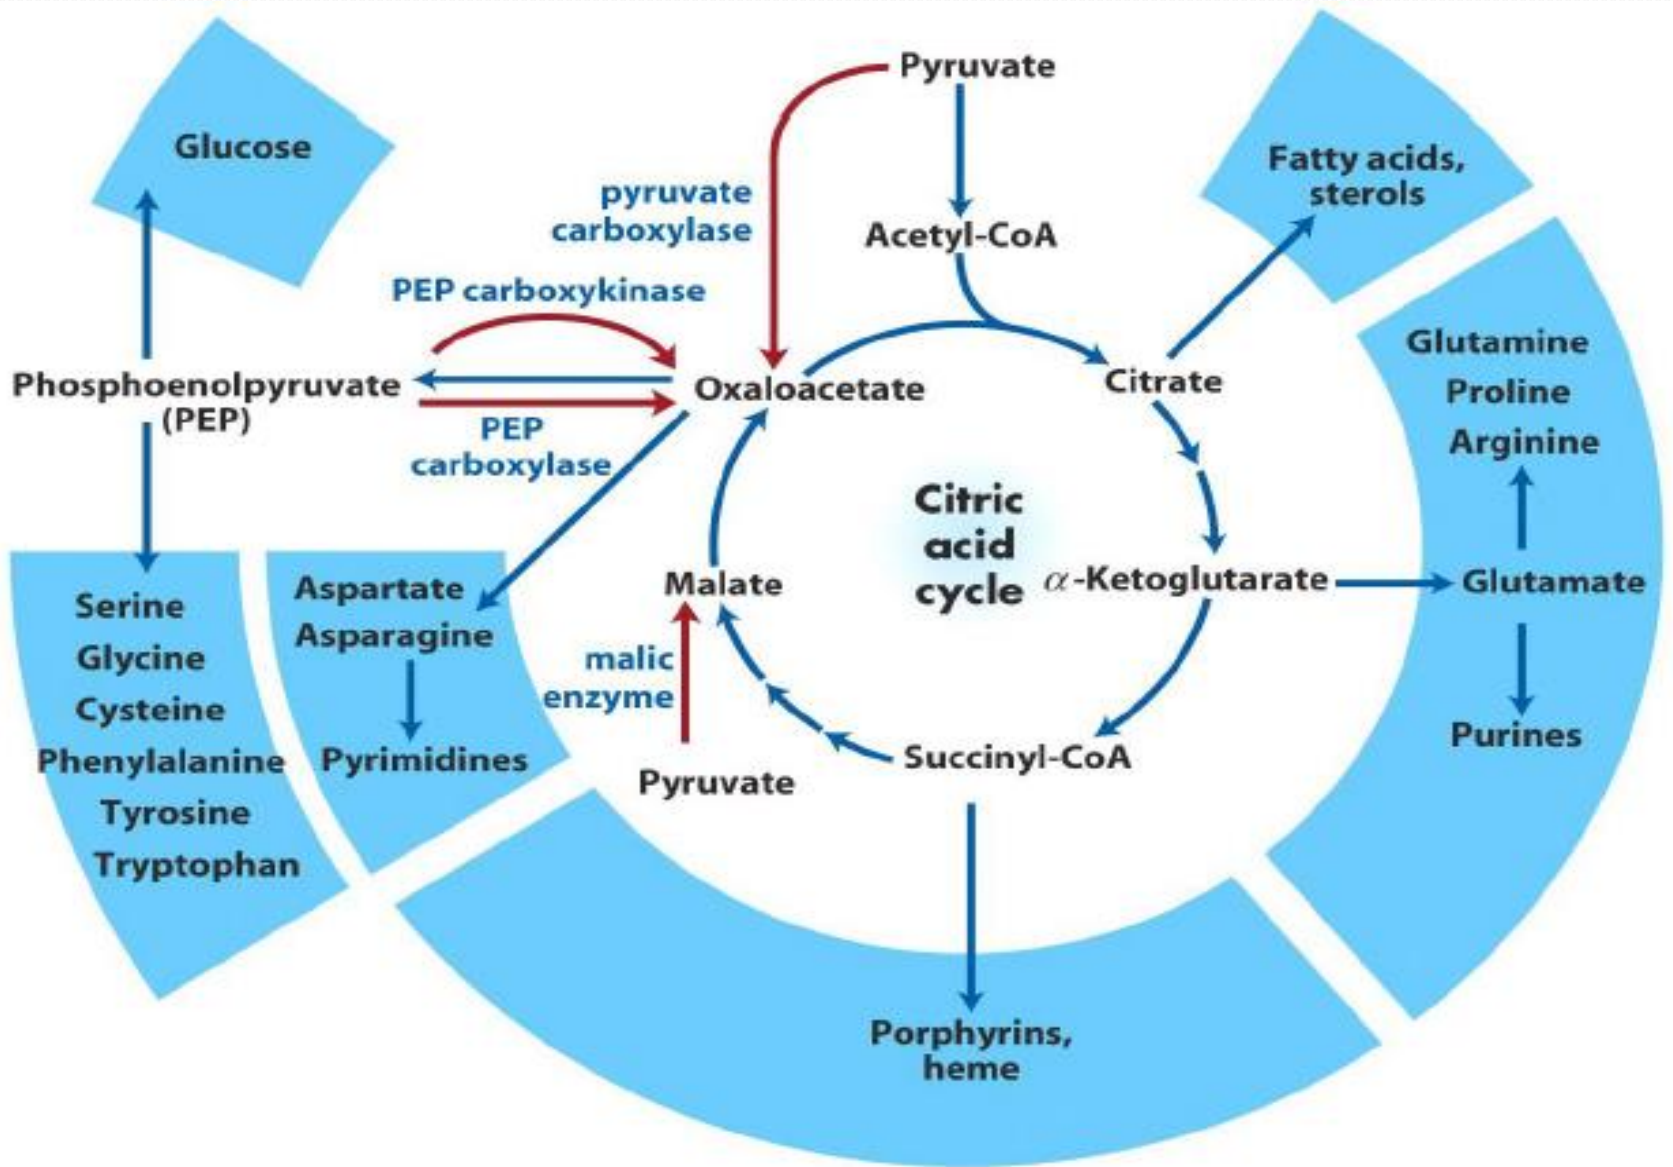 Pyruvate
Glucose
Fatty acids,
sterols
pyruvate
carboxylase
Acetyl-CoA
PEP carboxykinase
Phosphoenolpyruvate
(PEP)
Oxaloacetate
Citrate
PEP
carboxylase
Glutamine
Proline
Arginine
Citric
acid
cycle
Malate
α-Ketoglutarate
Glutamate
Purines
Serine
Glycine
Cysteine
Phenylalanine
Tyrosine
Tryptophan
Aspartate
Asparagine
Pyrimidines
malic
enzyme
Pyruvate
Succinyl-CoA
Porphyrins,
heme